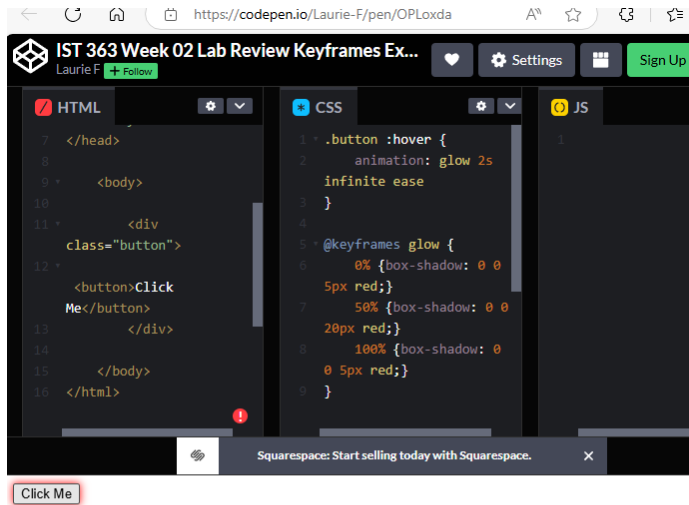 https://codepen.io/Laurie-F/pen/OPLoxda
IST 363 Week 02 Lab Review Keyframes Ex...
Laurie F + Follow
Settings
Sign Up
HTML
7 </head>
8
9 <body>
10
11 <div
class="button">
12
<button>Click
Me</button>
13 </div>
14
15 </body>
16 </html>
CSS
1 .button :hover {
2 animation: glow 2s
infinite ease
3 }
4
5 @keyframes glow {
6 0% {box-shadow: 0 0
5px red;}
7 50% {box-shadow: 0 0
20px red;}
8 100% {box-shadow: 0
0 5px red;}
9 }
JS
1
Squarespace: Start selling today with Squarespace.
Click Me